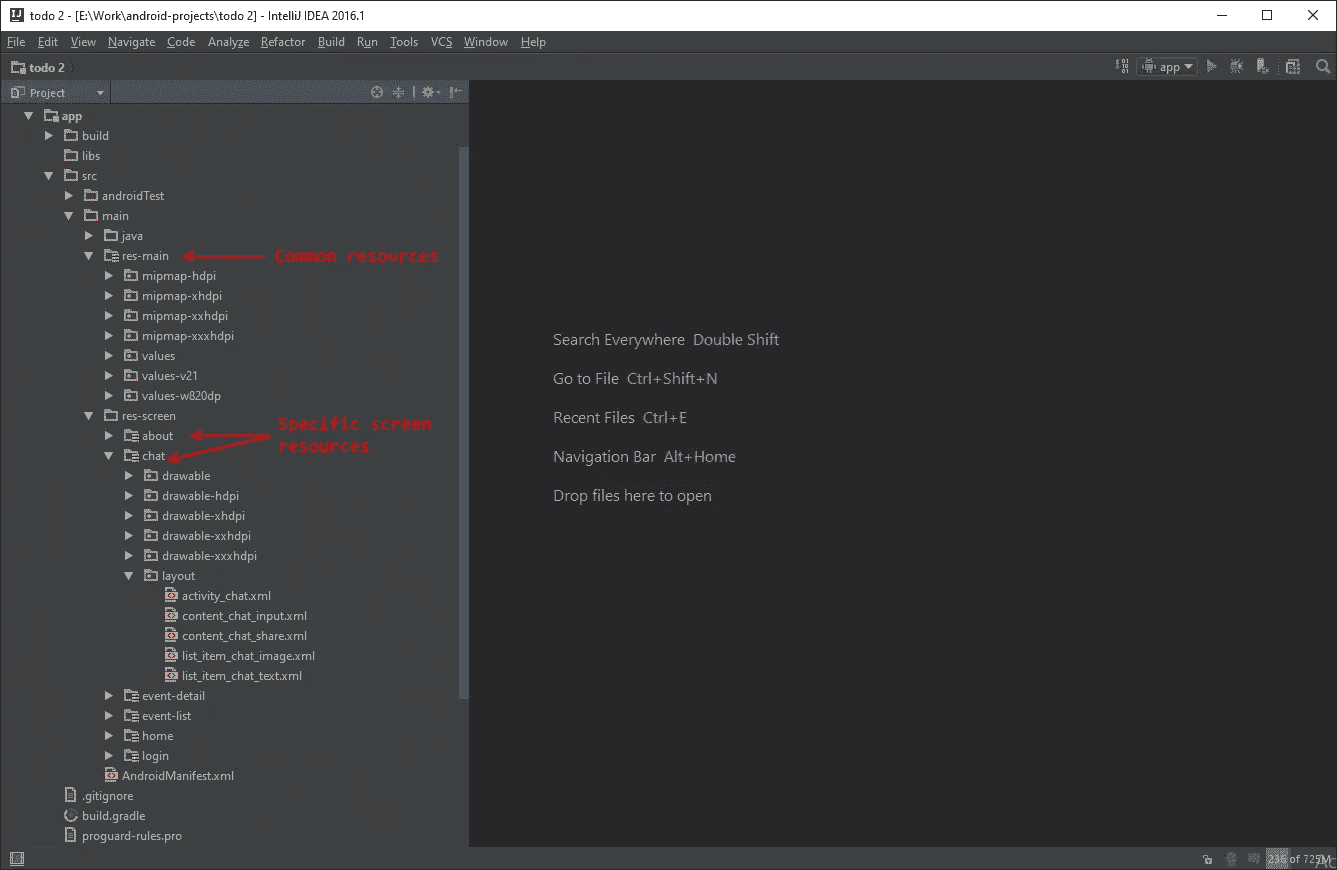 todo 2 - [E:\Work\android-projects\todo 2] - IntelliJ IDEA 2016.1
File Edit View Navigate Code Analyze Refactor Build Run Tools VCS Window Help
todo 2
app
Project
app
build
libs
src
androidTest
main
java
res-main
Common resources
mipmap-hdpi
mipmap-xhdpi
mipmap-xxhdpi
mipmap-xxxhdpi
values
values-v21
values-w820dp
res-screen
Specific screen
resources
about
chat
drawable
drawable-hdpi
drawable-xhdpi
drawable-xxhdpi
drawable-xxxhdpi
layout
activity_chat.xml
content_chat_input.xml
content_chat_share.xml
list_item_chat_image.xml
list_item_chat_text.xml
event-detail
event-list
home
login
AndroidManifest.xml
.gitignore
build.gradle
proguard-rules.pro
Search Everywhere Double Shift
Go to File Ctrl+Shift+N
Recent Files Ctrl+E
Navigation Bar Alt+Home
Drop files here to open
236 of 725M